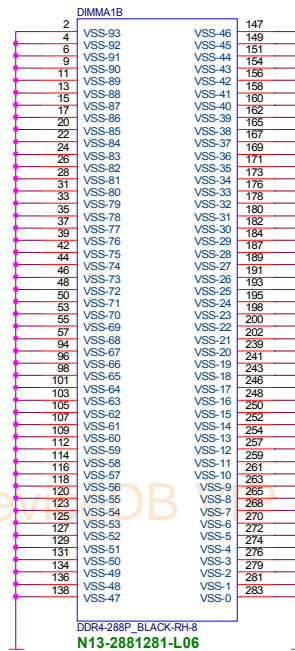 DIMMA1B
2 VSS-93 VSS-46 147
4 VSS-92 VSS-45 149
6 VSS-91 VSS-44 151
9 VSS-90 VSS-43 154
11 VSS-89 VSS-42 156
13 VSS-88 VSS-41 158
15 VSS-87 VSS-40 160
17 VSS-86 VSS-39 162
20 VSS-85 VSS-38 165
22 VSS-84 VSS-37 167
24 VSS-83 VSS-36 169
26 VSS-82 VSS-35 171
28 VSS-81 VSS-34 173
31 VSS-80 VSS-33 176
33 VSS-79 VSS-32 178
35 VSS-78 VSS-31 180
37 VSS-77 VSS-30 182
39 VSS-76 VSS-29 184
42 VSS-75 VSS-28 187
44 VSS-74 VSS-27 189
46 VSS-73 VSS-26 191
48 VSS-72 VSS-25 193
50 VSS-71 VSS-24 195
53 VSS-70 VSS-23 198
55 VSS-69 VSS-22 200
57 VSS-68 VSS-21 202
94 VSS-67 VSS-20 239
96 VSS-66 VSS-19 241
98 VSS-65 VSS-18 243
101 VSS-64 VSS-17 246
103 VSS-63 VSS-16 248
105 VSS-62 VSS-15 250
107 VSS-61 VSS-14 252
109 VSS-60 VSS-13 254
112 VSS-59 VSS-12 257
114 VSS-58 VSS-11 259
116 VSS-57 VSS-10 261
118 VSS-56 VSS-9 263
120 VSS-55 VSS-8 265
123 VSS-54 VSS-7 268
125 VSS-53 VSS-6 270
127 VSS-52 VSS-5 272
129 VSS-51 VSS-4 274
131 VSS-50 VSS-3 276
134 VSS-49 VSS-2 279
136 VSS-48 VSS-1 281
138 VSS-47 VSS-0 283
DDR4-288P_BLACK-RH-8
N13-2881281-L06